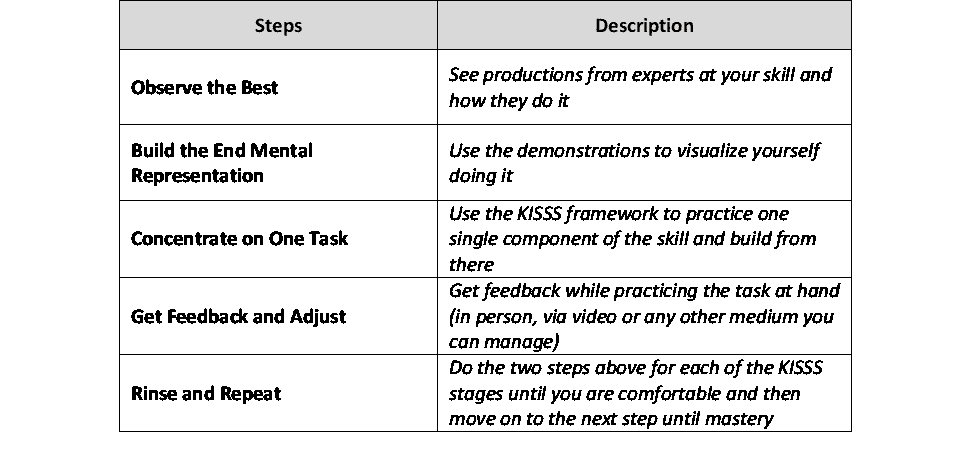 Steps
Description
Observe the Best
See productions from experts at your skill and
how they do it
Build the End Mental
Representation
Use the demonstrations to visualize yourself
doing it
Concentrate on One Task
Use the KISSS framework to practice one
single component of the skill and build from
there
Get Feedback and Adjust
Get feedback while practicing the task at hand
(in person, via video or any other medium you
can manage)
Rinse and Repeat
Do the two steps above for each of the KISSS
stages until you are comfortable and then
move on to the next step until mastery